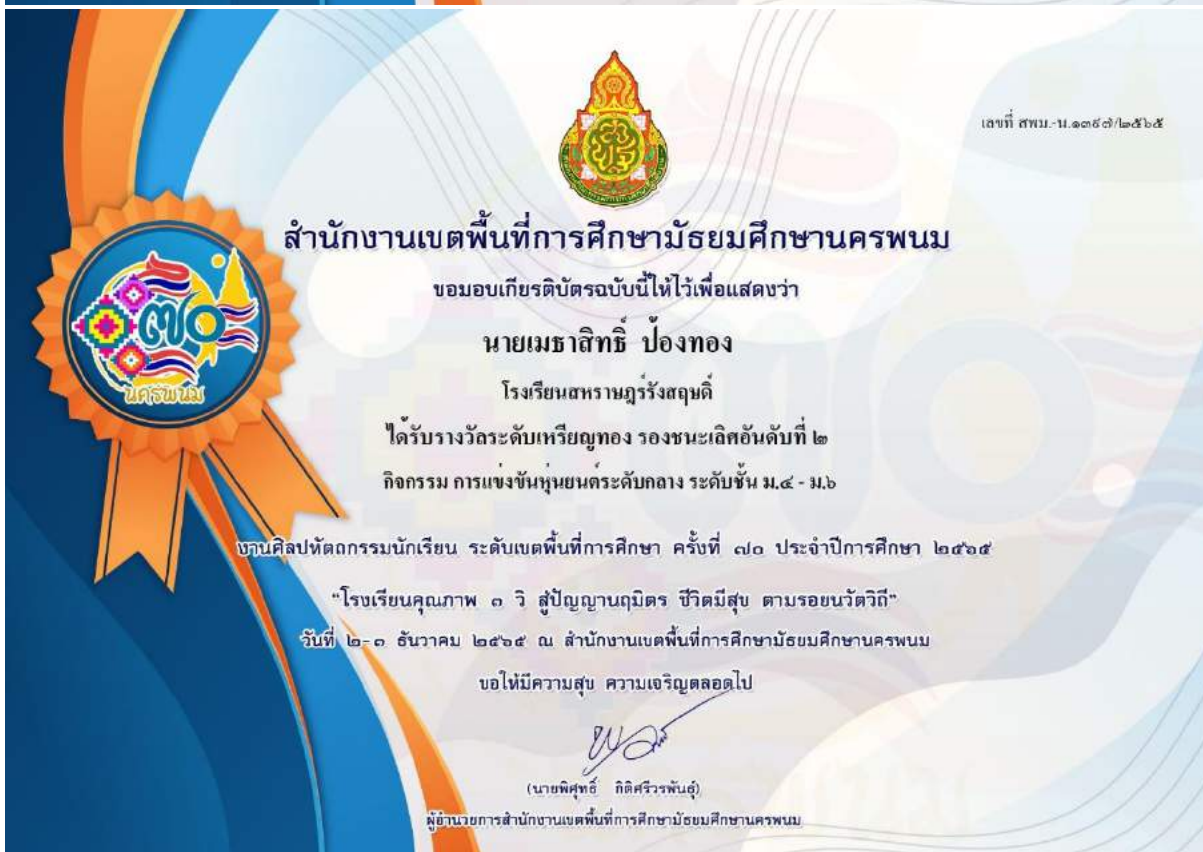 เลขที่ สพม.-น.๑๓๙๗/๒๕๖๕
สำนักงานเขตพื้นที่การศึกษามัธยมศึกษานครพนม
ขอมอบเกียรติบัตรฉบับนี้ให้ไว้เพื่อแสดงว่า
นายเมธาสิทธิ์ ป้องทอง
โรงเรียนสหราษฎร์รังสฤษดิ์
ได้รับรางวัลระดับเหรียญทอง รองชนะเลิศอันดับที่ ๒
กิจกรรม การแข่งขันหุ่นยนต์ระดับกลาง ระดับชั้น ม.๔ - ม.๖
งานศิลปหัตถกรรมนักเรียน ระดับเขตพื้นที่การศึกษา ครั้งที่ ๗๐ ประจำปีการศึกษา ๒๕๖๕
"โรงเรียนคุณภาพ ๓ วิ สู่ปัญญานฤมิตร ชีวิตมีสุข ตามรอยนวัตวิถี"
วันที่ ๒-๓ ธันวาคม ๒๕๖๕ ณ สำนักงานเขตพื้นที่การศึกษามัธยมศึกษานครพนม
ขอให้มีความสุข ความเจริญตลอดไป
(นายพิศุทธิ์ กิติศรีวรพันธุ์)
ผู้อำนวยการสำนักงานเขตพื้นที่การศึกษามัธยมศึกษานครพนม
๗๐
นครพนม